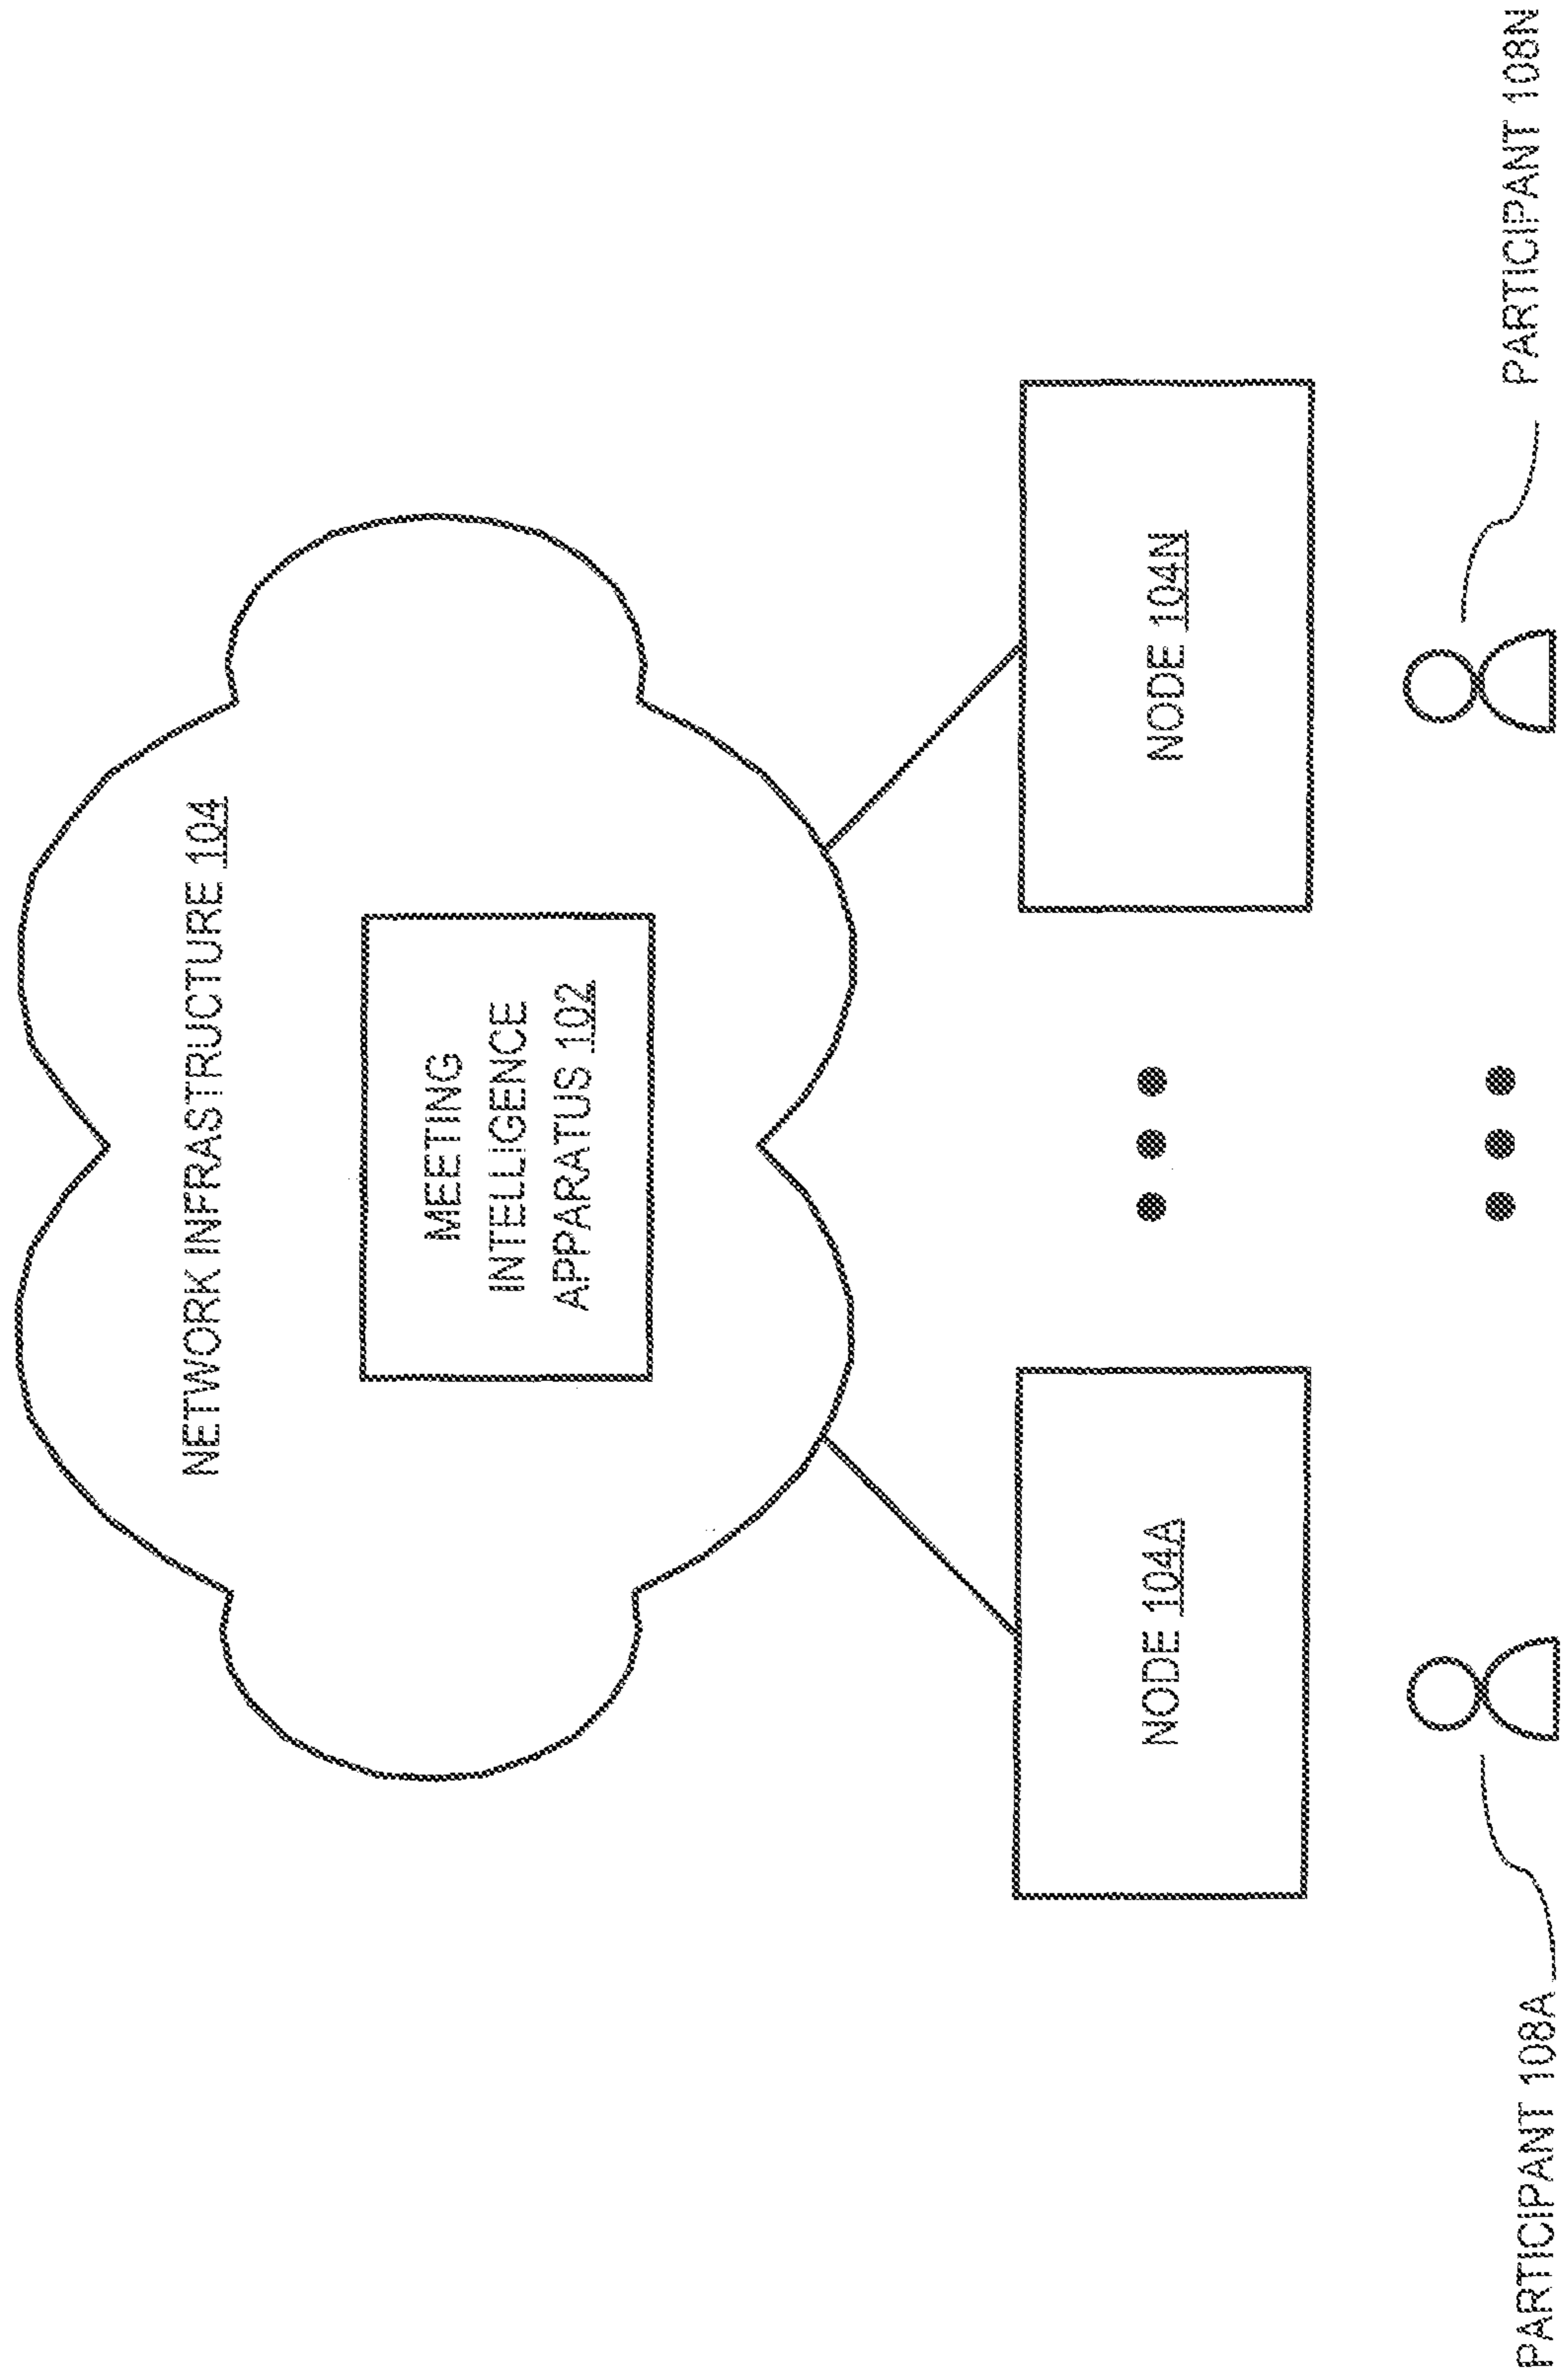 NETWORK INFRASTRUCTURE 104
MEETING
INTELLIGENCE
APPARATUS 102
NODE 104A
NODE 104N
PARTICIPANT 108A
PARTICIPANT 108N